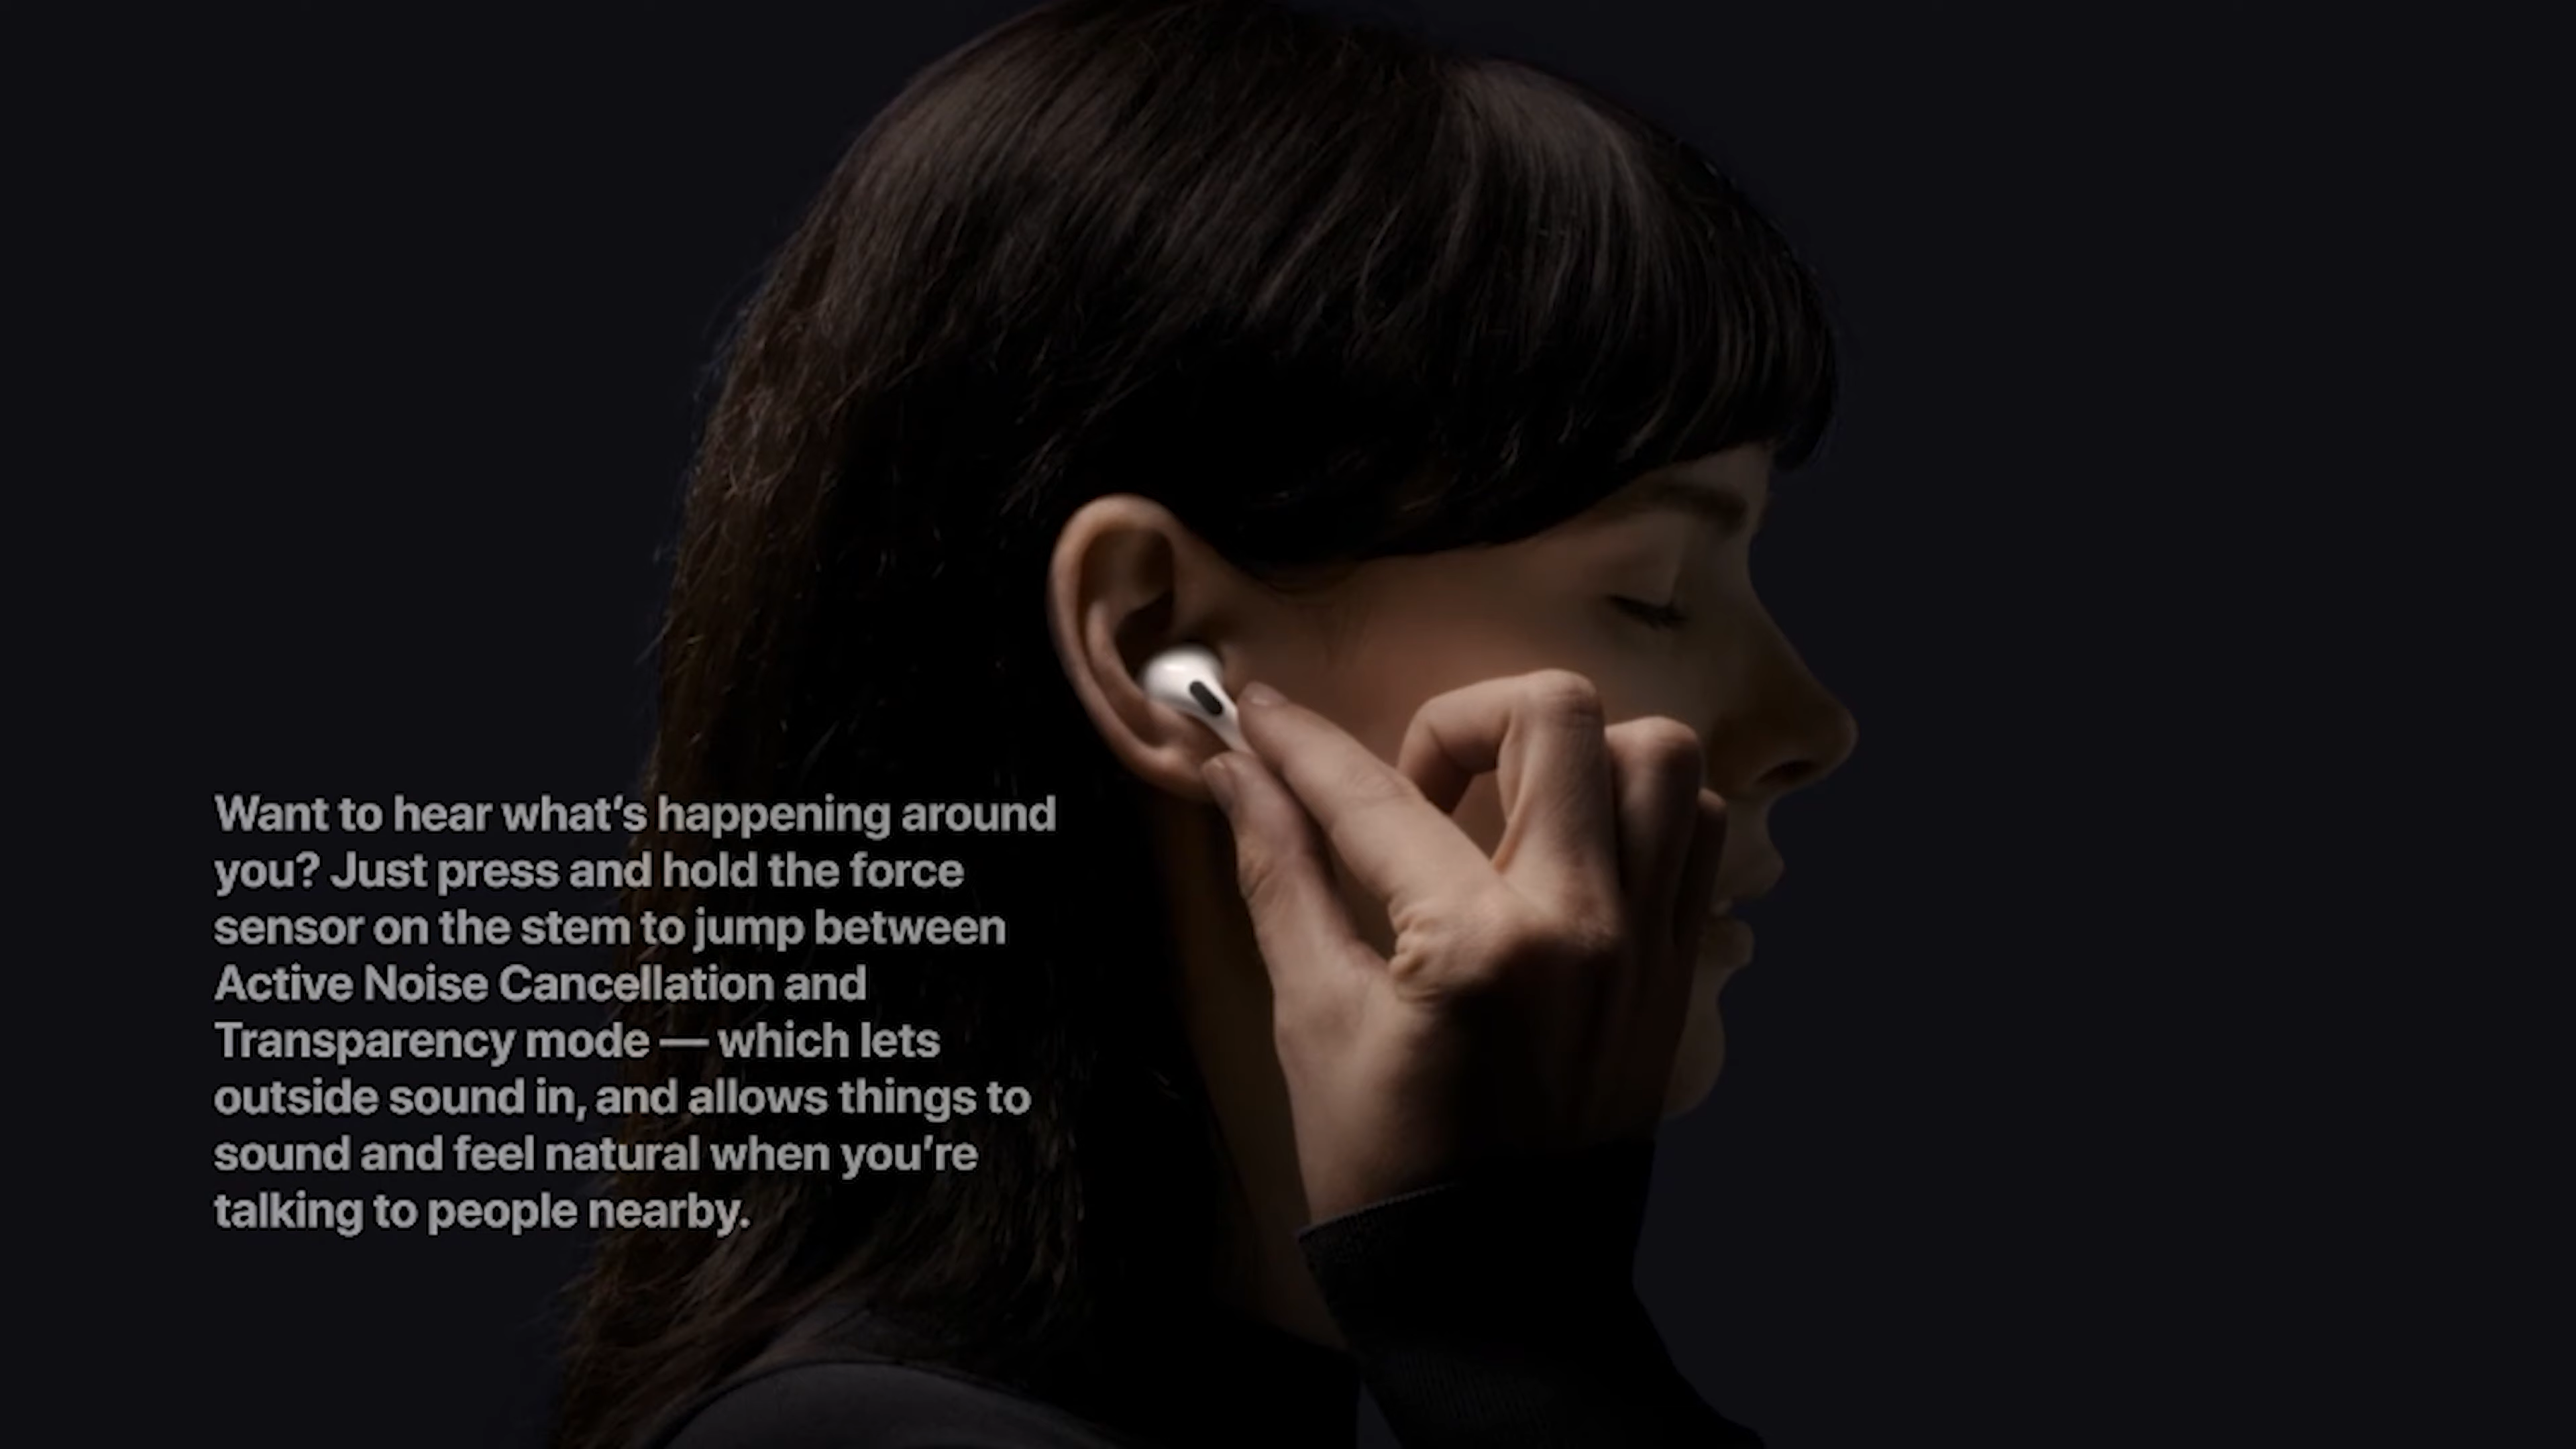 Want to hear what‘s happening around
you? Just press and hold the force
sensor on the stem to jump between
Active Noise Cancellation and
Transparency mode — which lets
outside sound in, and allows things to
sound and feel natural when you’re
talking to people nearby.